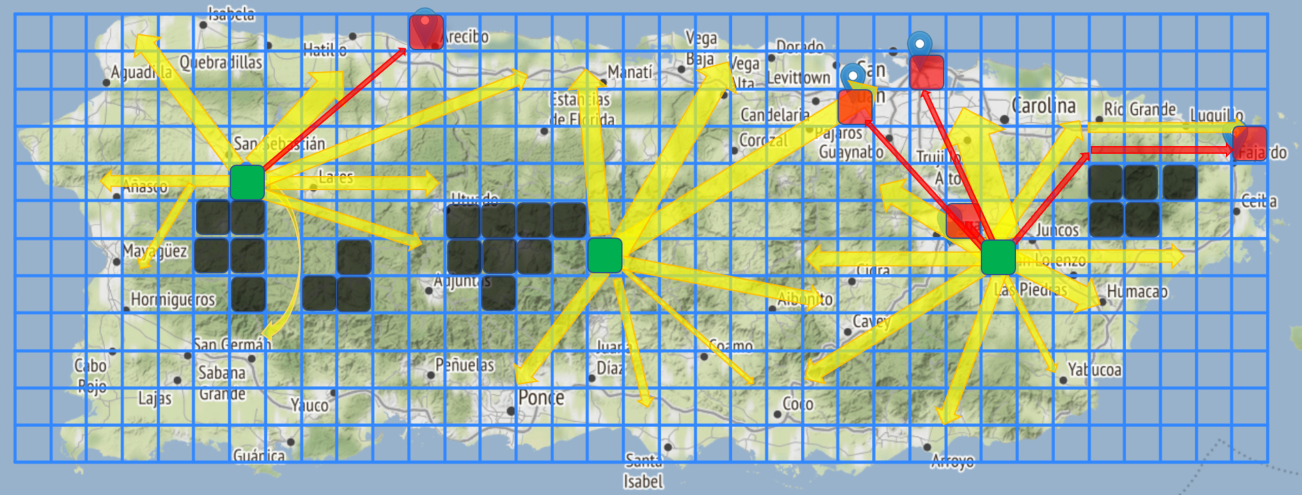 Isabela
Arecibo
Hatillo
Quebradillas
Aguadilla
Vega
Baja
Dorado
Vega
Alta
Levittown
San
Juan
Manatí
Estancias
de Florida
Candelaria
Carolina
Río Grande
Luquillo
Corozal
Pájaros
Guaynabo
Trujillo
Alto
Fajardo
San Sebastián
Añasco
Lares
Utuado
Ceiba
Juncos
Mayagüez
San Lorenzo
Cidra
Adjuntas
Las Piedras
Humacao
Hormigueros
Albonito
Cayey
San Germán
Juana
Díaz
Coamo
Cabo
Rojo
Sabana
Grande
Peñuelas
Yabucoa
Lajas
Yauco
Ponce
Coco
Guánica
Santa
Isabel
Arroyo